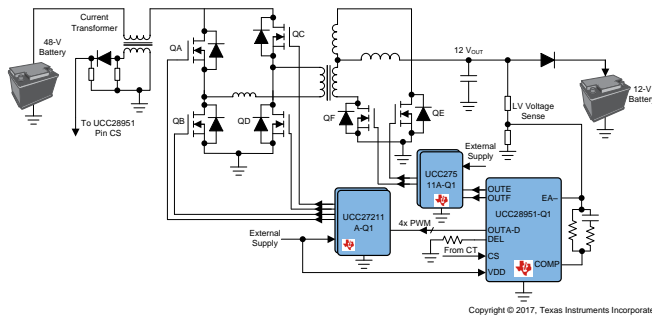 Current
Transformer
48-V
Battery
QA
QC
12 VOUT
12-V
Battery
To UCC28951
Pin CS
QB
QD
QF
QE
LV Voltage
Sense
External
Supply
UCC275
11A-Q1
OUTE
OUTF
EA–
UCC28951-Q1
UCC27211
A-Q1
4x PWM
OUTA-D
DEL
External
Supply
From CT
CS
COMP
VDD
Copyright © 2017, Texas Instruments Incorporate